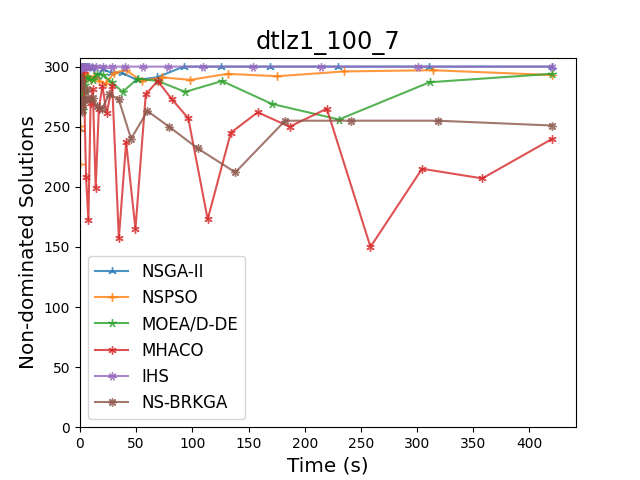 dtlz1_100_7
Non-dominated Solutions
300
250
200
150
100
50
0
NSGA-II
NSPSO
MOEA/D-DE
MHACO
IHS
NS-BRKGA
0 50 100 150 200 250 300 350 400
Time (s)